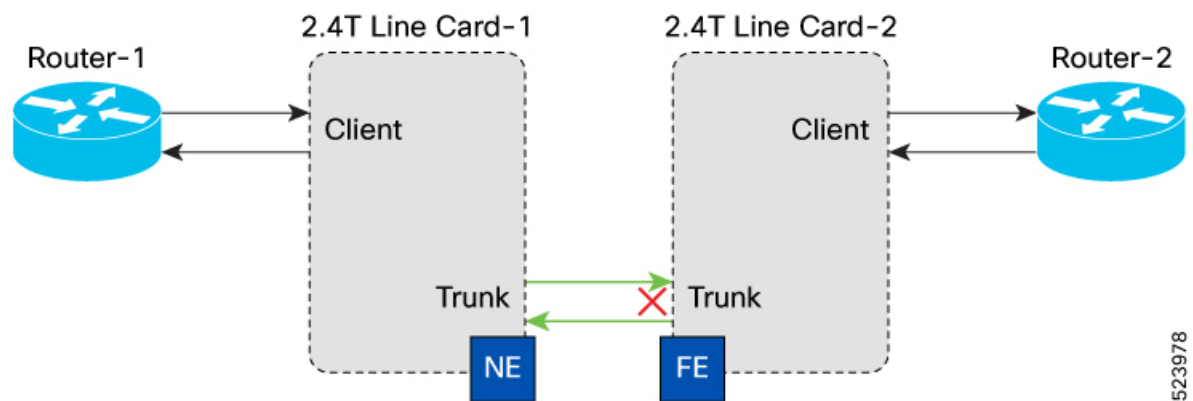 2.4T Line Card-1
2.4T Line Card-2
Router-1
Router-2
Client
Client
Trunk
Trunk
NE
FE
523978